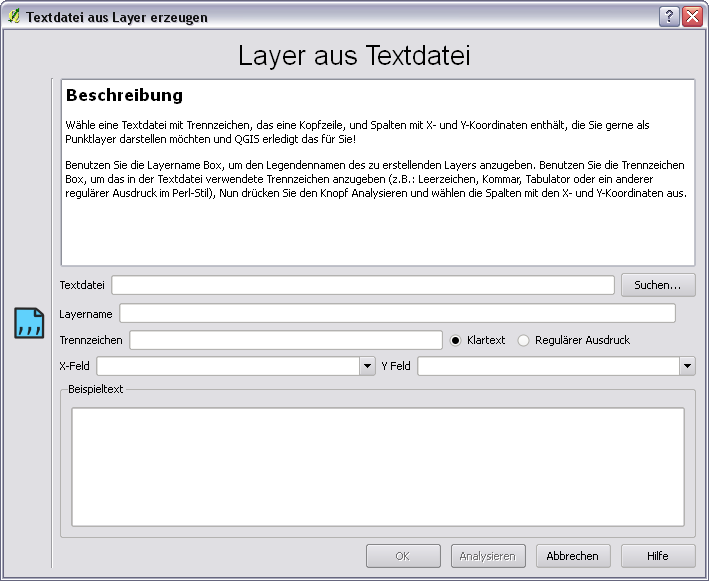 Textdatei aus Layer erzeugen
Layer aus Textdatei
Beschreibung
Wähle eine Textdatei mit Trennzeichen, das eine Kopfzeile, und Spalten mit X- und Y-Koordinaten enthält, die Sie gerne als
Punktlayer darstellen möchten und QGIS erledigt das für Sie!
Benutzen Sie die Layername Box, um den Legendennamen des zu erstellenden Layers anzugeben. Benutzen Sie die Trennzeichen
Box, um das in der Textdatei verwendete Trennzeichen anzugeben (z.B.: Leerzeichen, Kommar, Tabulator oder ein anderer
regulärer Ausdruck im Perl-Stil), Nun drücken Sie den Knopf Analysieren und wählen die Spalten mit den X- und Y-Koordinaten aus.
Textdatei Suchen...
Layername
Trennzeichen Klartext Regulärer Ausdruck
X-Feld Y Feld
Beispieltext
OK Analysieren Abbrechen Hilfe